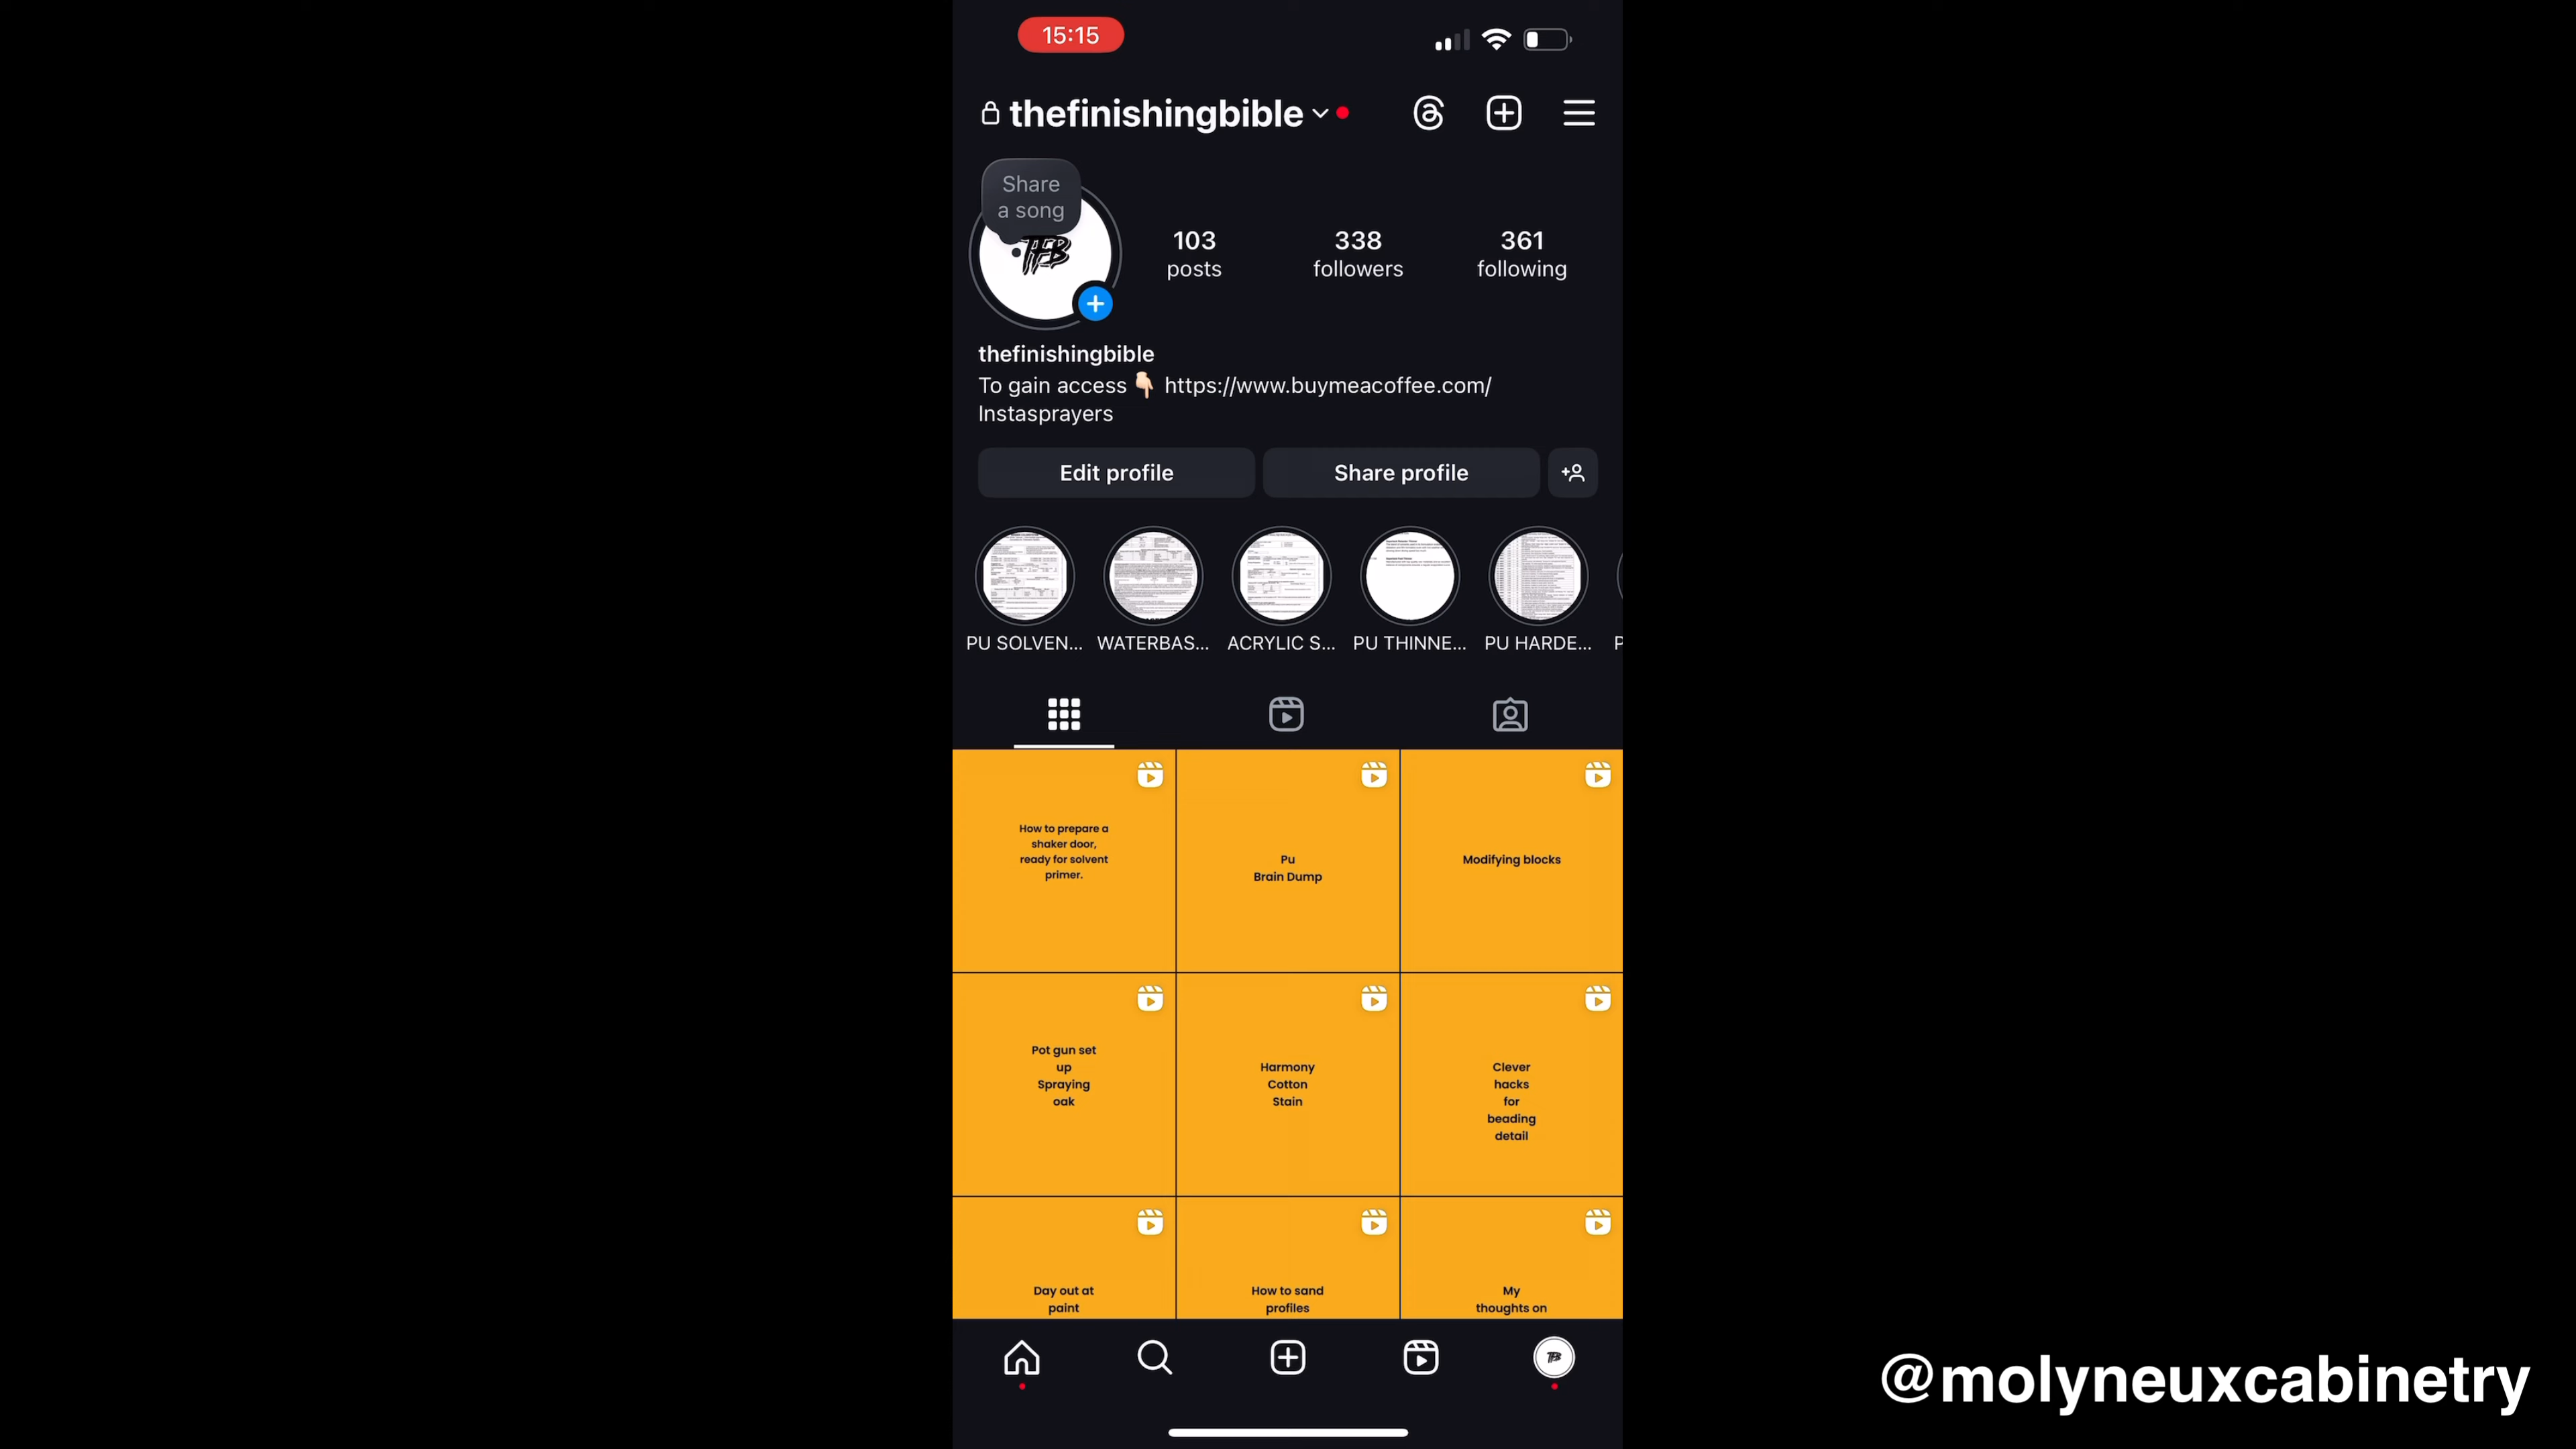 15:15
thefinishingbible
Share
a song
TFB
103
posts
338
followers
361
following
thefinishingbible
To gain access 👇🏻 https://www.buymeacoffee.com/
Instasprayers
Edit profile
Share profile
PU SOLVEN...
WATERBAS...
ACRYLIC S...
PU THINNE...
PU HARDE...
P
How to prepare a
shaker door,
ready for solvent
primer.
Pu
Brain Dump
Modifying blocks
Pot gun set
up
Spraying
oak
Harmony
Cotton
Stain
Clever
hacks
for
beading
detail
Day out at
paint
How to sand
profiles
My
thoughts on
TFB
@molyneuxcabinetry